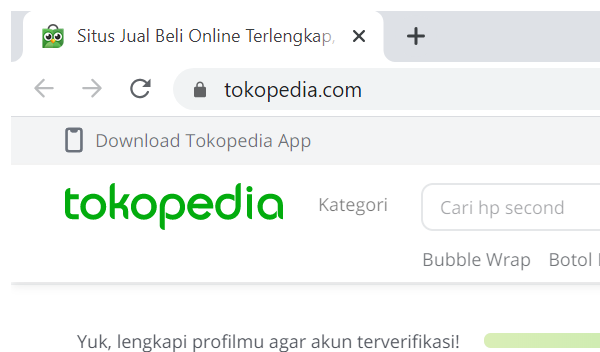 Situs Jual Beli Online Terlengkap,
tokopedia.com
Download Tokopedia App
tokopedia
Kategori
Cari hp second
Bubble Wrap Botol
Yuk, lengkapi profilmu agar akun terverifikasi!